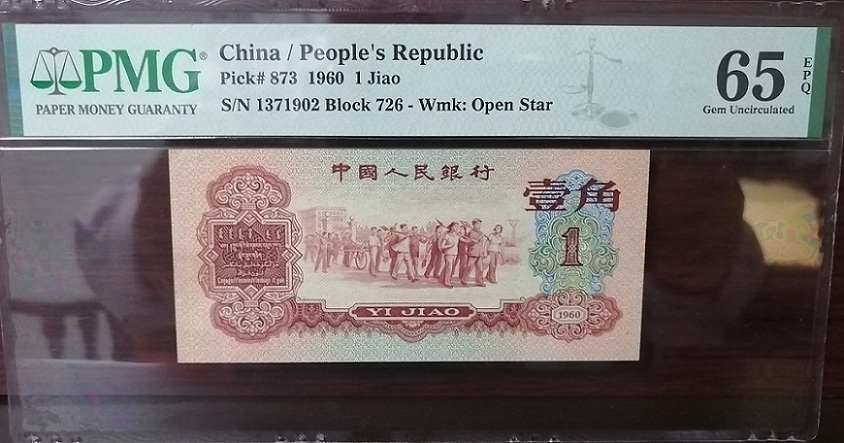 PMG®
PAPER MONEY GUARANTY
China / People's Republic
Pick# 873 1960 1 Jiao
S/N 1371902 Block 726 - Wmk: Open Star
65
EPQ
Gem Uncirculated
中國人民銀行
壹角
1
YI JIAO
1960